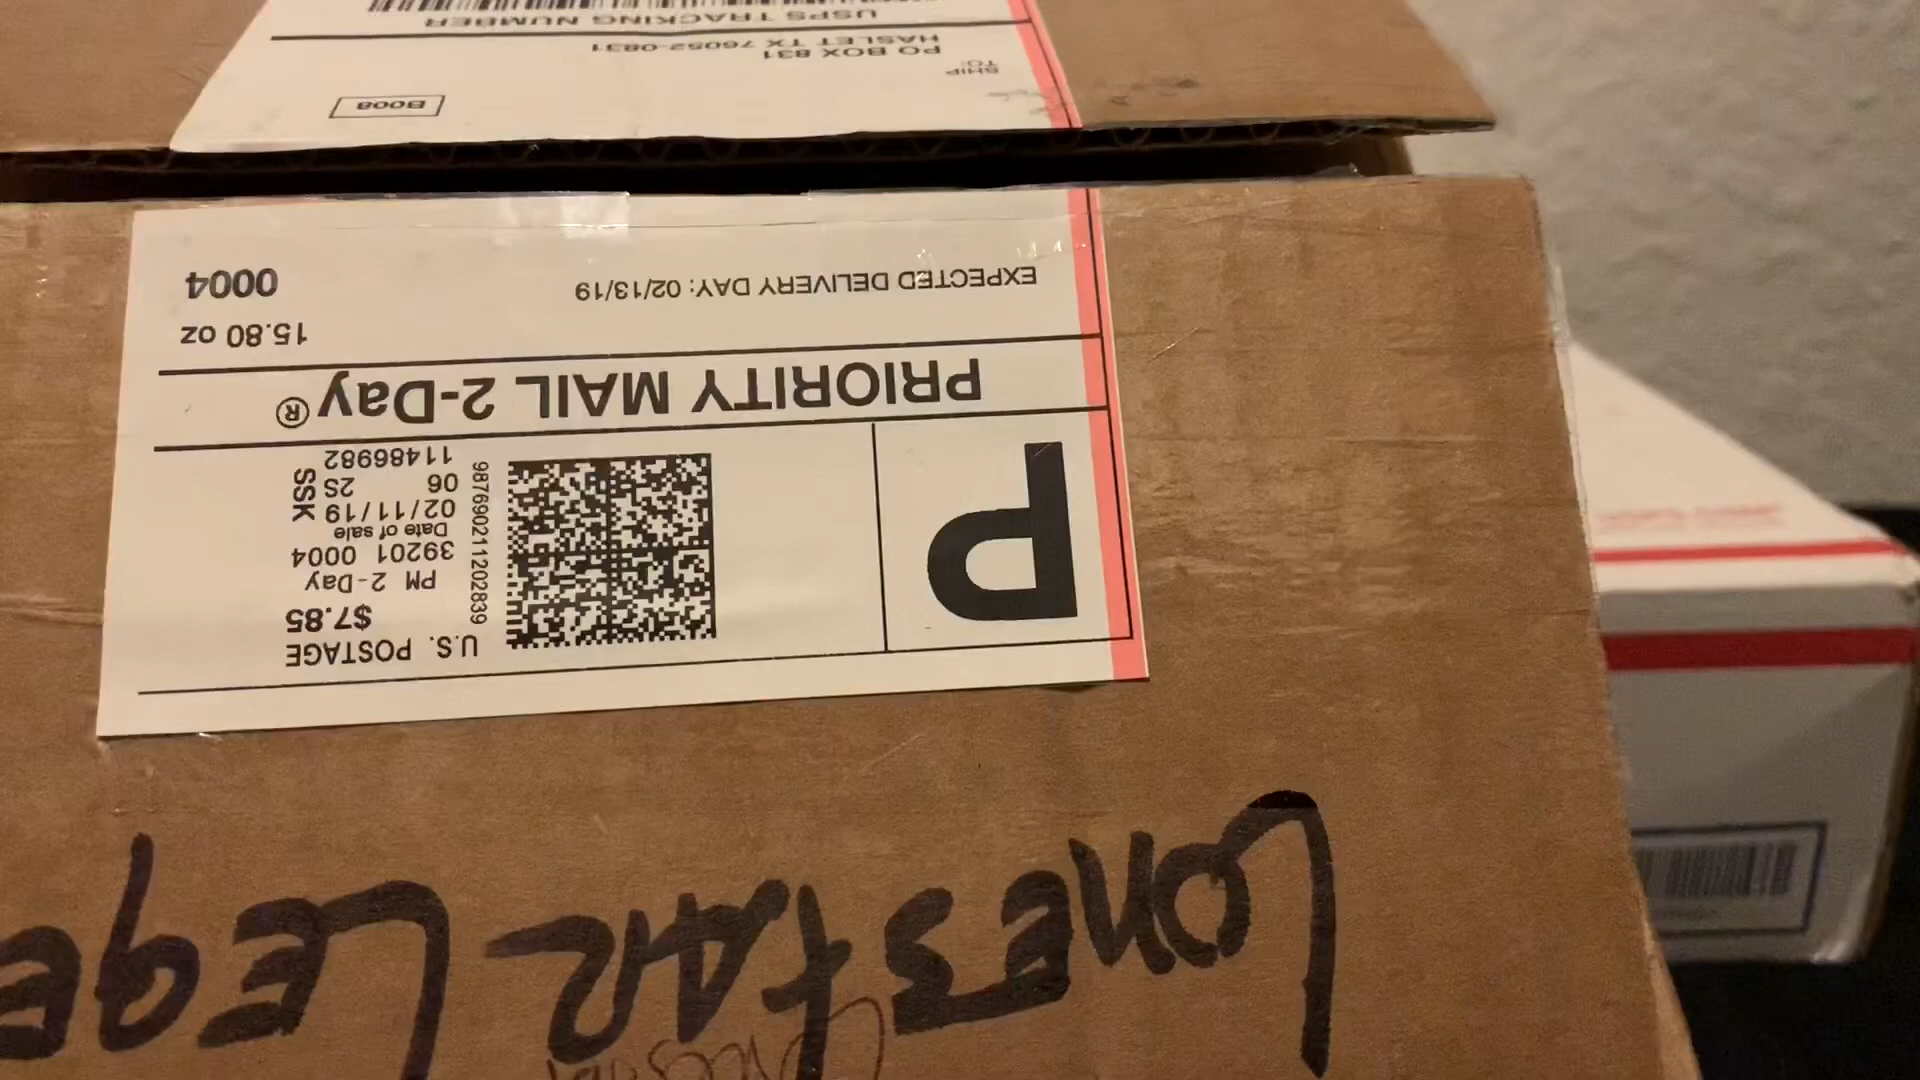 U.S. POSTAGE
$7.85
PM 2-Day
39201 0004
Date of sale
02/11/19
06 2S
SSK
11486982
9876902111202839
P
PRIORITY MAIL 2-Day®
15.80 oz
EXPECTED DELIVERY DAY: 02/13/19
0004
B008
SHIP
TO:
PO BOX 831
HASLET TX 76052-0831
USPS TRACKING NUMBER
LONESTAR